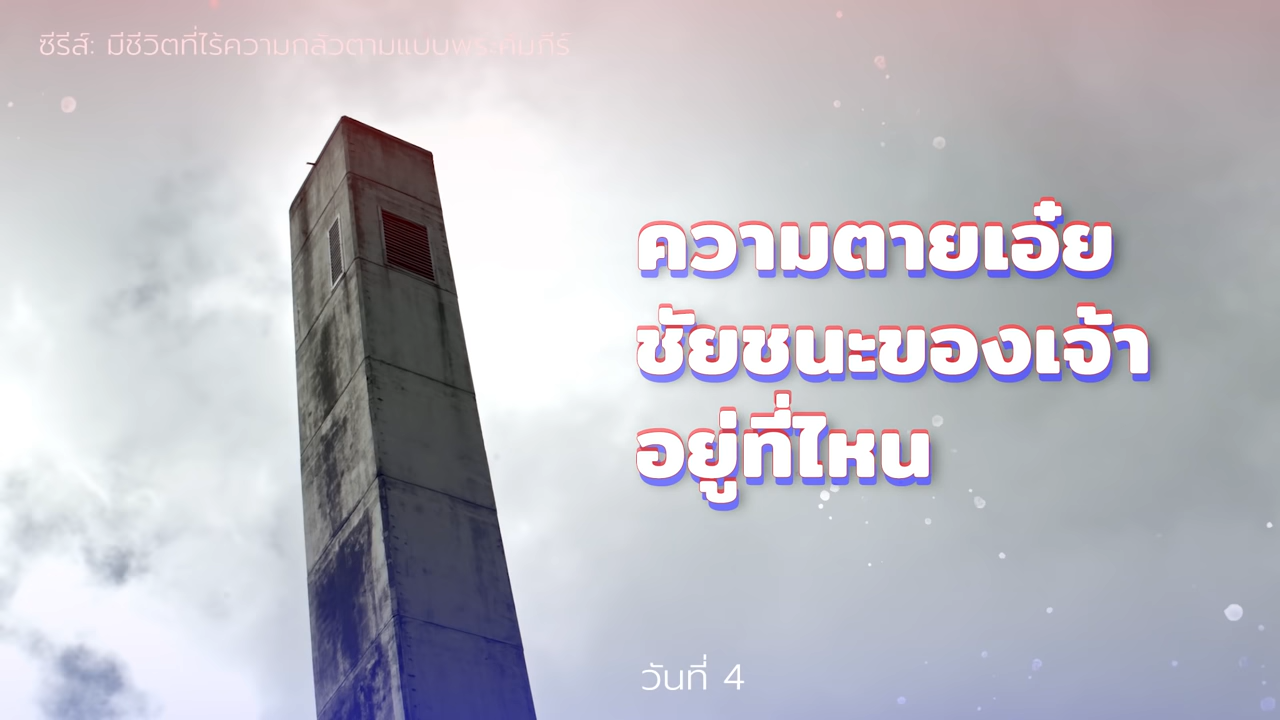 ซีรีส์: มีชีวิตที่ไร้ความกลัวตามแบบพระคัมภีร์
ความตายเอ๋ย
ชัยชนะของเจ้า
อยู่ที่ไหน
วันที่ 4